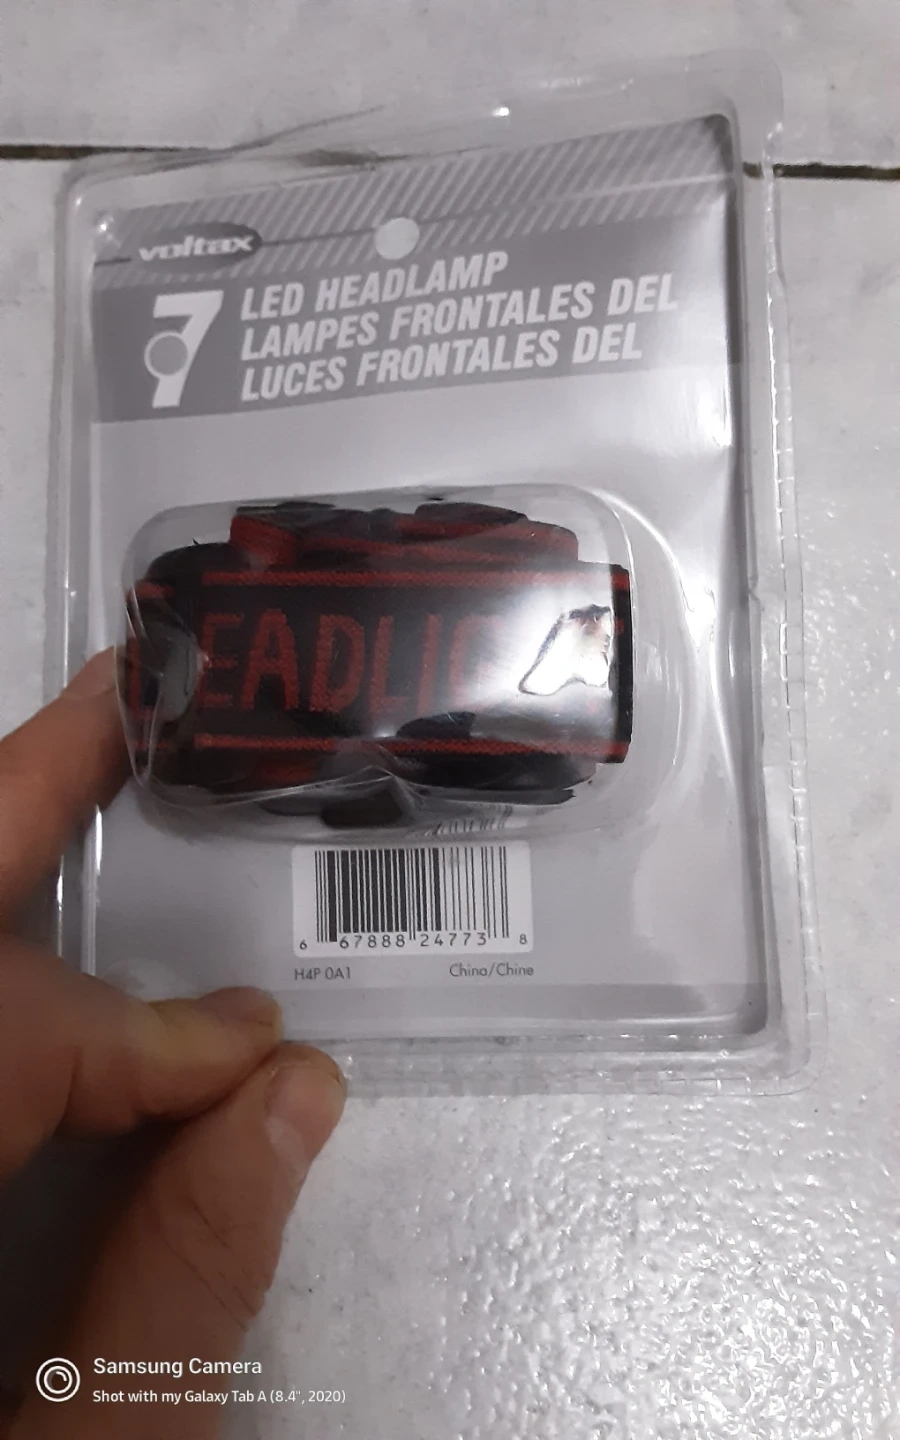 voltax
7
LED HEADLAMP
LAMPES FRONTALES DEL
LUCES FRONTALES DEL
6 67888 24773 8
H4P 0A1
China/Chine
Samsung Camera
Shot with my Galaxy Tab A (8.4", 2020)